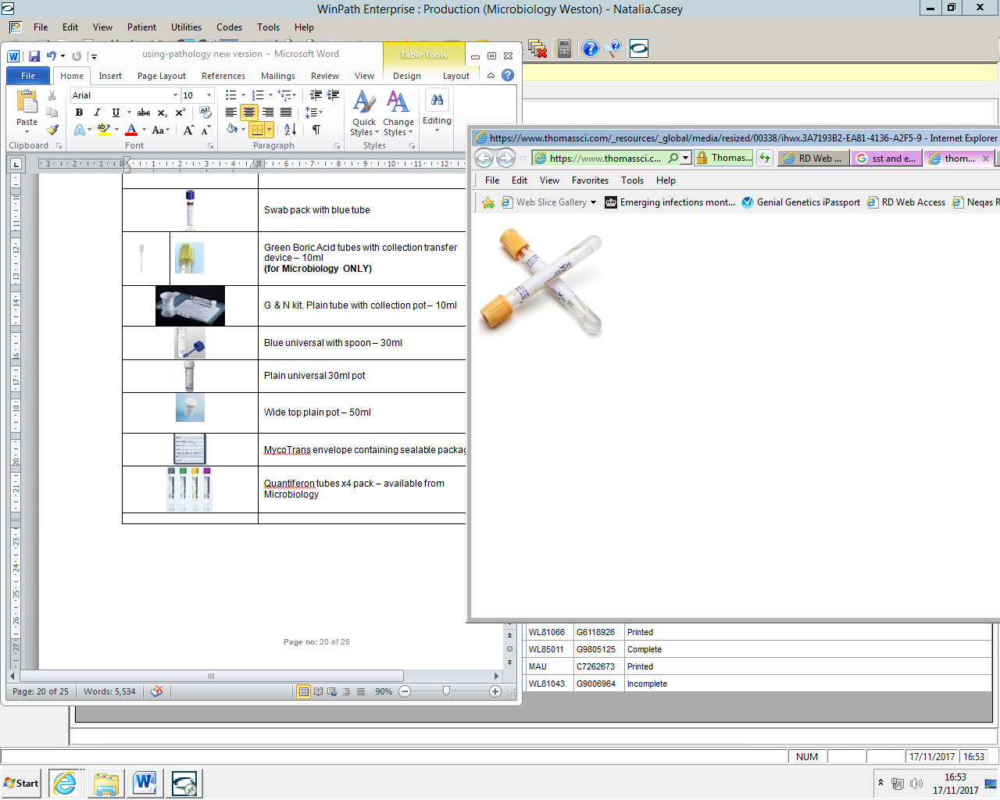 WinPath Enterprise : Production (Microbiology Weston) - Natalia.Casey
File Edit View Patient Utilities Codes Tools Help
using-pathology new version - Microsoft Word
Table Tools
File Home Insert Page Layout References Mailings Review View Design Layout
Arial 10
Paste
Quick Styles
Change Styles
Editing
Clipboard Font Paragraph Styles
Swab pack with blue tube
Green Boric Acid tubes with collection transfer
device – 10ml
(for Microbiology ONLY)
G & N kit. Plain tube with collection pot – 10ml
Blue universal with spoon – 30ml
Plain universal 30ml pot
Wide top plain pot – 50ml
MycoTrans envelope containing sealable packag
Quantiferon tubes x4 pack – available from
Microbiology
Page no: 20 of 25
Page: 20 of 25 Words: 5,534 90%
https://www.thomassci.com/_resources/_global/media/resized/00338/ihwx.3A7193B2-EA81-4136-A2F5-9 - Internet Explorer
https://www.thomassci.c... Thomas... RD Web ... sst and e... thom...
File Edit View Favorites Tools Help
Web Slice Gallery Emerging infections mont... Genial Genetics iPassport RD Web Access Neqas R
WL81066 G6118926 Printed
WL85011 G9805125 Complete
MAU C7262673 Printed
WL81043 G9006964 Incomplete
NUM 17/11/2017 16:53
Start
16:53
17/11/2017